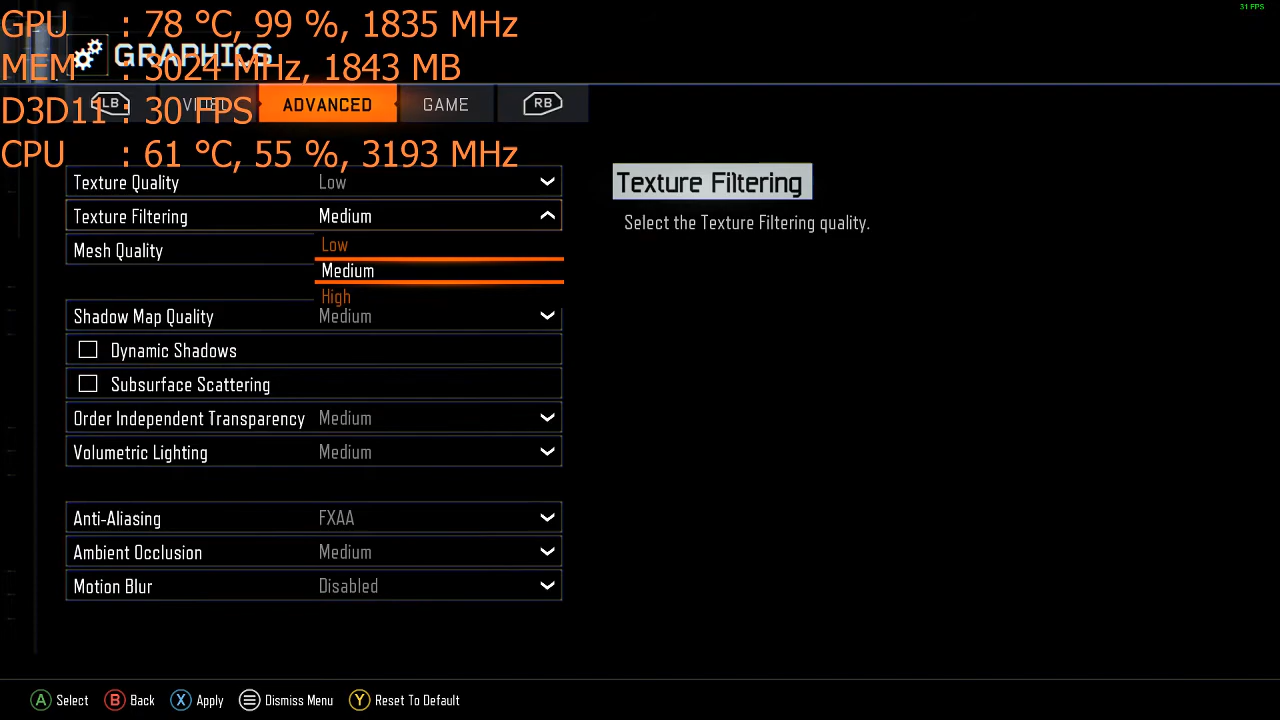 31 FPS
GPU : 78 °C, 99 %, 1835 MHz
GRAPHICS
MEM : 3024 MHz, 1843 MB
LB ADVANCED GAME RB
D3D11 : 30 FPS
CPU : 61 °C, 55 %, 3193 MHz
Texture Quality Low
Texture Filtering Medium
Low
Mesh Quality
Medium
High
Shadow Map Quality Medium
Dynamic Shadows
Subsurface Scattering
Order Independent Transparency Medium
Volumetric Lighting Medium
Anti-Aliasing FXAA
Ambient Occlusion Medium
Motion Blur Disabled
Texture Filtering
Select the Texture Filtering quality.
A Select B Back X Apply Dismiss Menu Y Reset To Default